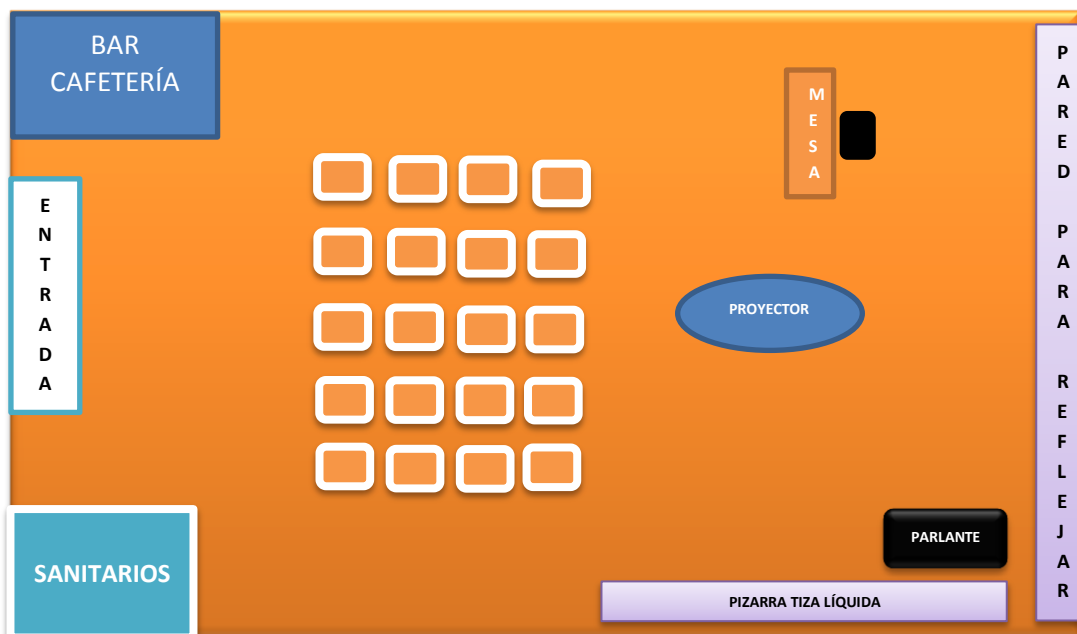 BAR
CAFETERÍA
MESA
PARED PARA REFLEJAR
ENTRADA
PROYECTOR
PARLANTE
SANITARIOS
PIZARRA TIZA LÍQUIDA